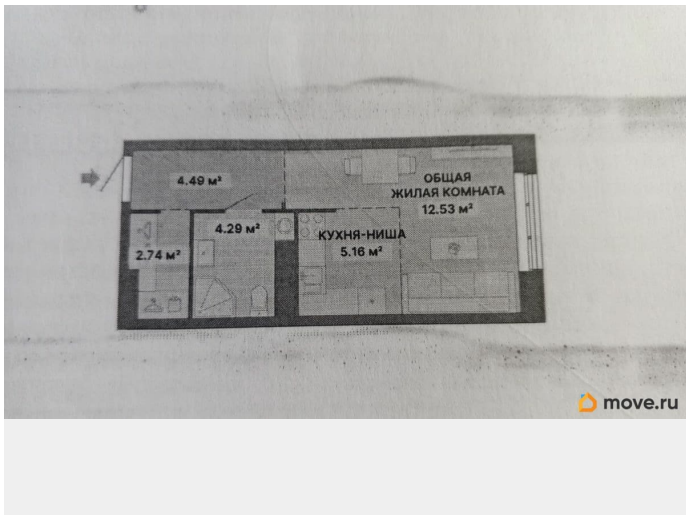 4.49 м²
ОБЩАЯ
ЖИЛАЯ КОМНАТА
12.53 м²
4.29 м²
КУХНЯ-НИША
5.16 м²
2.74 м²
move.ru